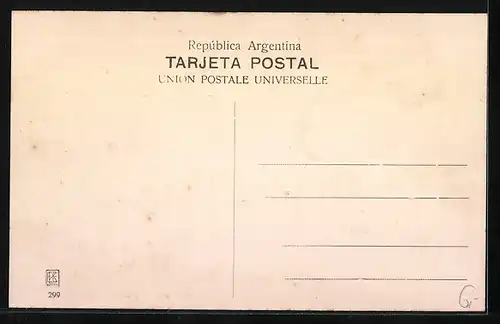 República Argentina
TARJETA POSTAL
UNION POSTALE UNIVERSELLE
299